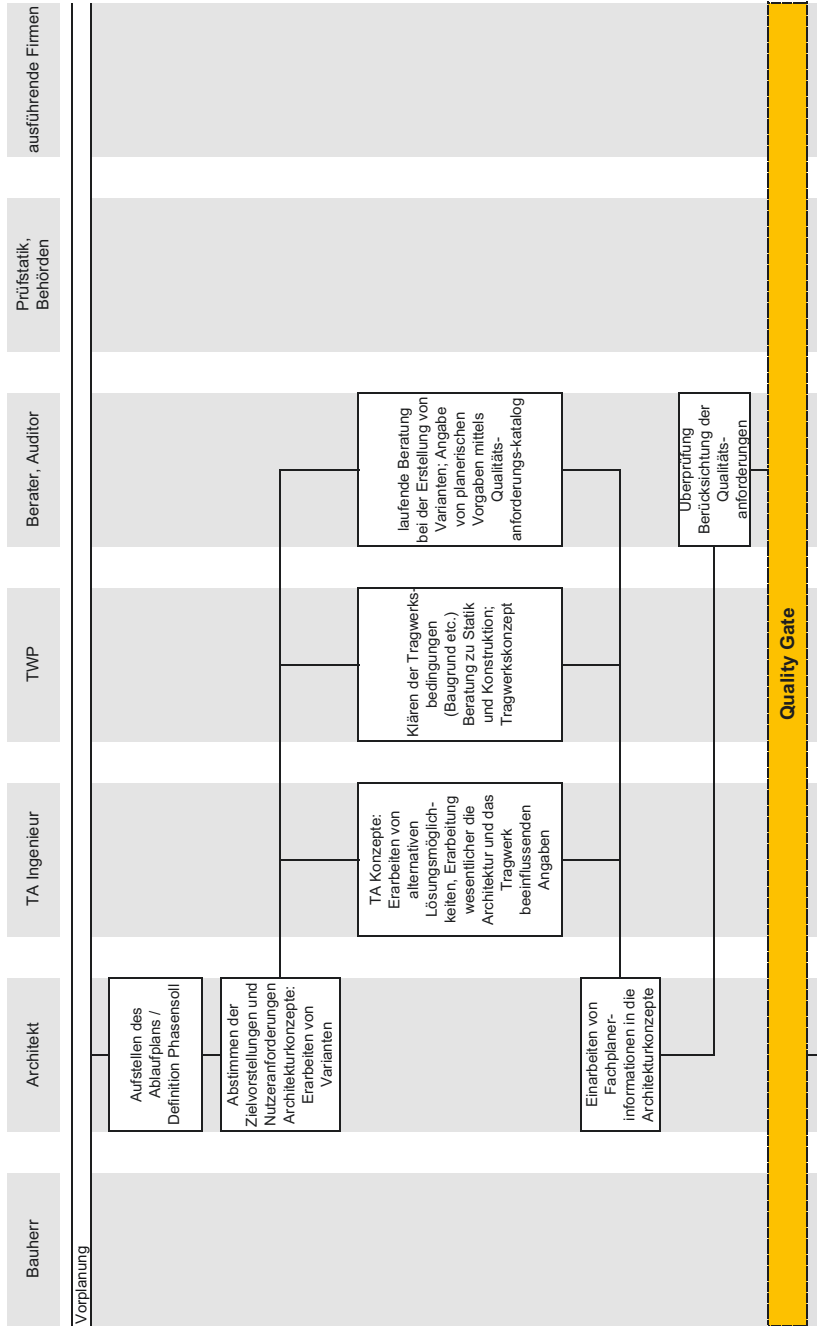 Bauherr
Architekt
TA Ingenieur
TWP
Berater, Auditor
Prüfstatik,
Behörden
ausführende Firmen
Vorplanung
Aufstellen des
Ablaufplans /
Definition Phasensoll
Abstimmen der
Zielvorstellungen und
Nutzeranforderungen
Architekturkonzepte:
Erarbeiten von
Varianten
TA Konzepte:
Erarbeiten von
alternativen
Lösungsmöglich-
keiten, Erarbeitung
wesentlicher die
Architektur und das
Tragwerk
beeinflussenden
Angaben
Klären der Tragwerks-
bedingungen
(Baugrund etc.)
Beratung zu Statik
und Konstruktion;
Tragwerkskonzept
laufende Beratung
bei der Erstellung von
Varianten; Angabe
von planerischen
Vorgaben mittels
Qualitäts-
anforderungs-katalog
Einarbeiten von
Fachplaner-
informationen in die
Architekturkonzepte
Überprüfung
Berücksichtung der
Qualitäts-
anforderungen
Quality Gate